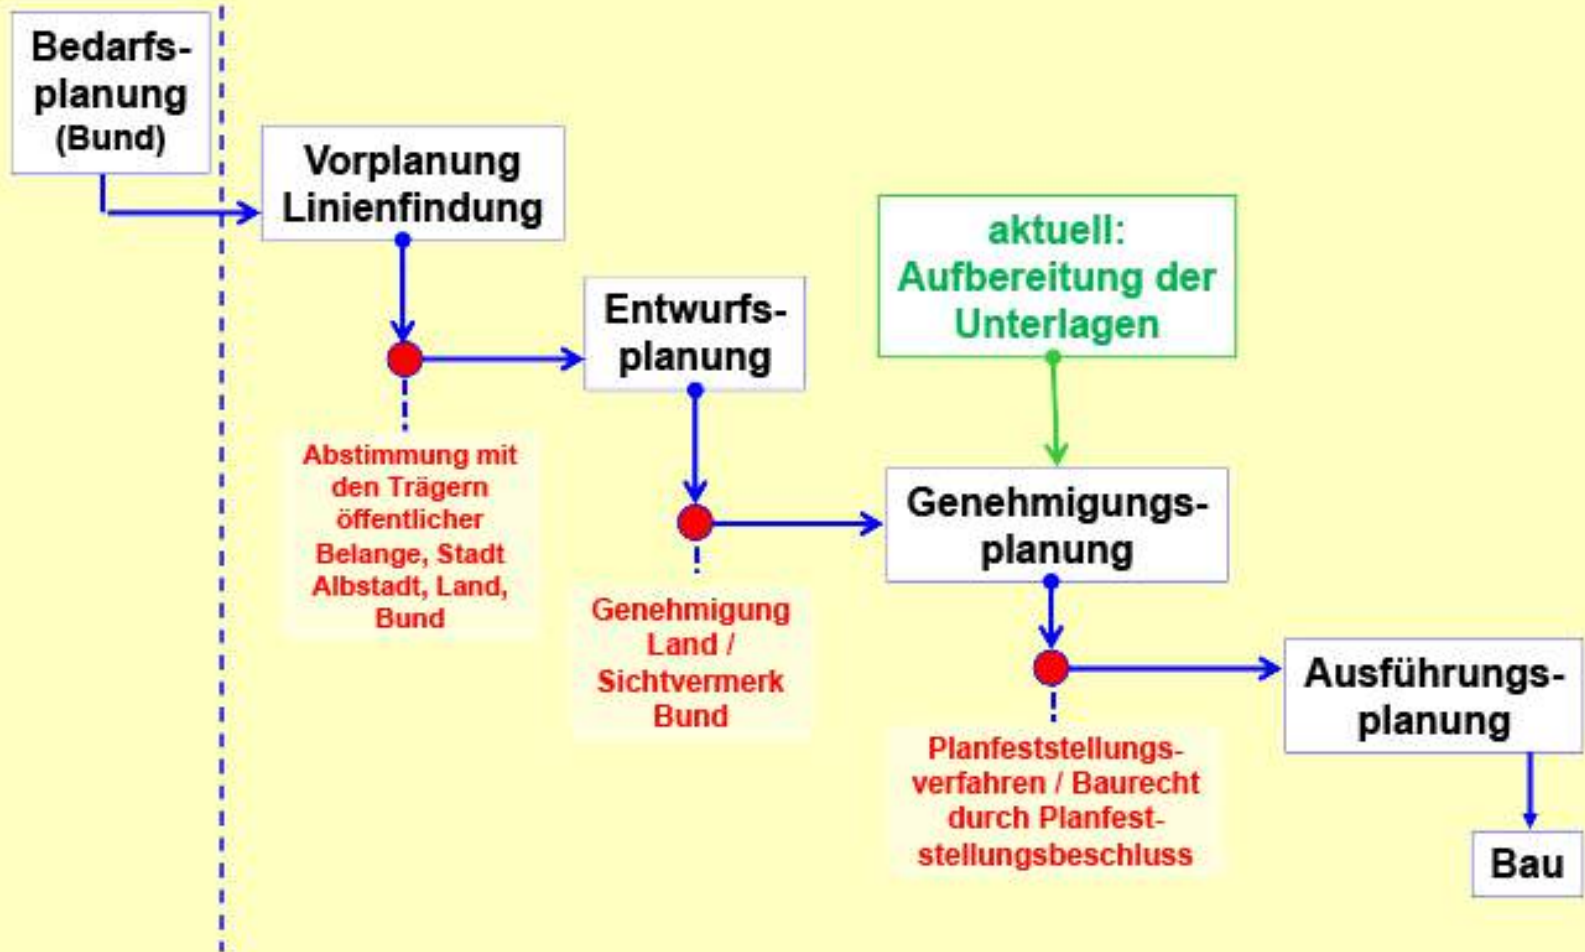 Bedarfs-
planung
(Bund)
Vorplanung
Linienfindung
Entwurfs-
planung
aktuell:
Aufbereitung der
Unterlagen
Abstimmung mit
den Trägern
öffentlicher
Belange, Stadt
Albstadt, Land,
Bund
Genehmigungs-
planung
Genehmigung
Land /
Sichtvermerk
Bund
Ausführungs-
planung
Planfeststellungs-
verfahren / Baurecht
durch Planfest-
stellungsbeschluss
Bau